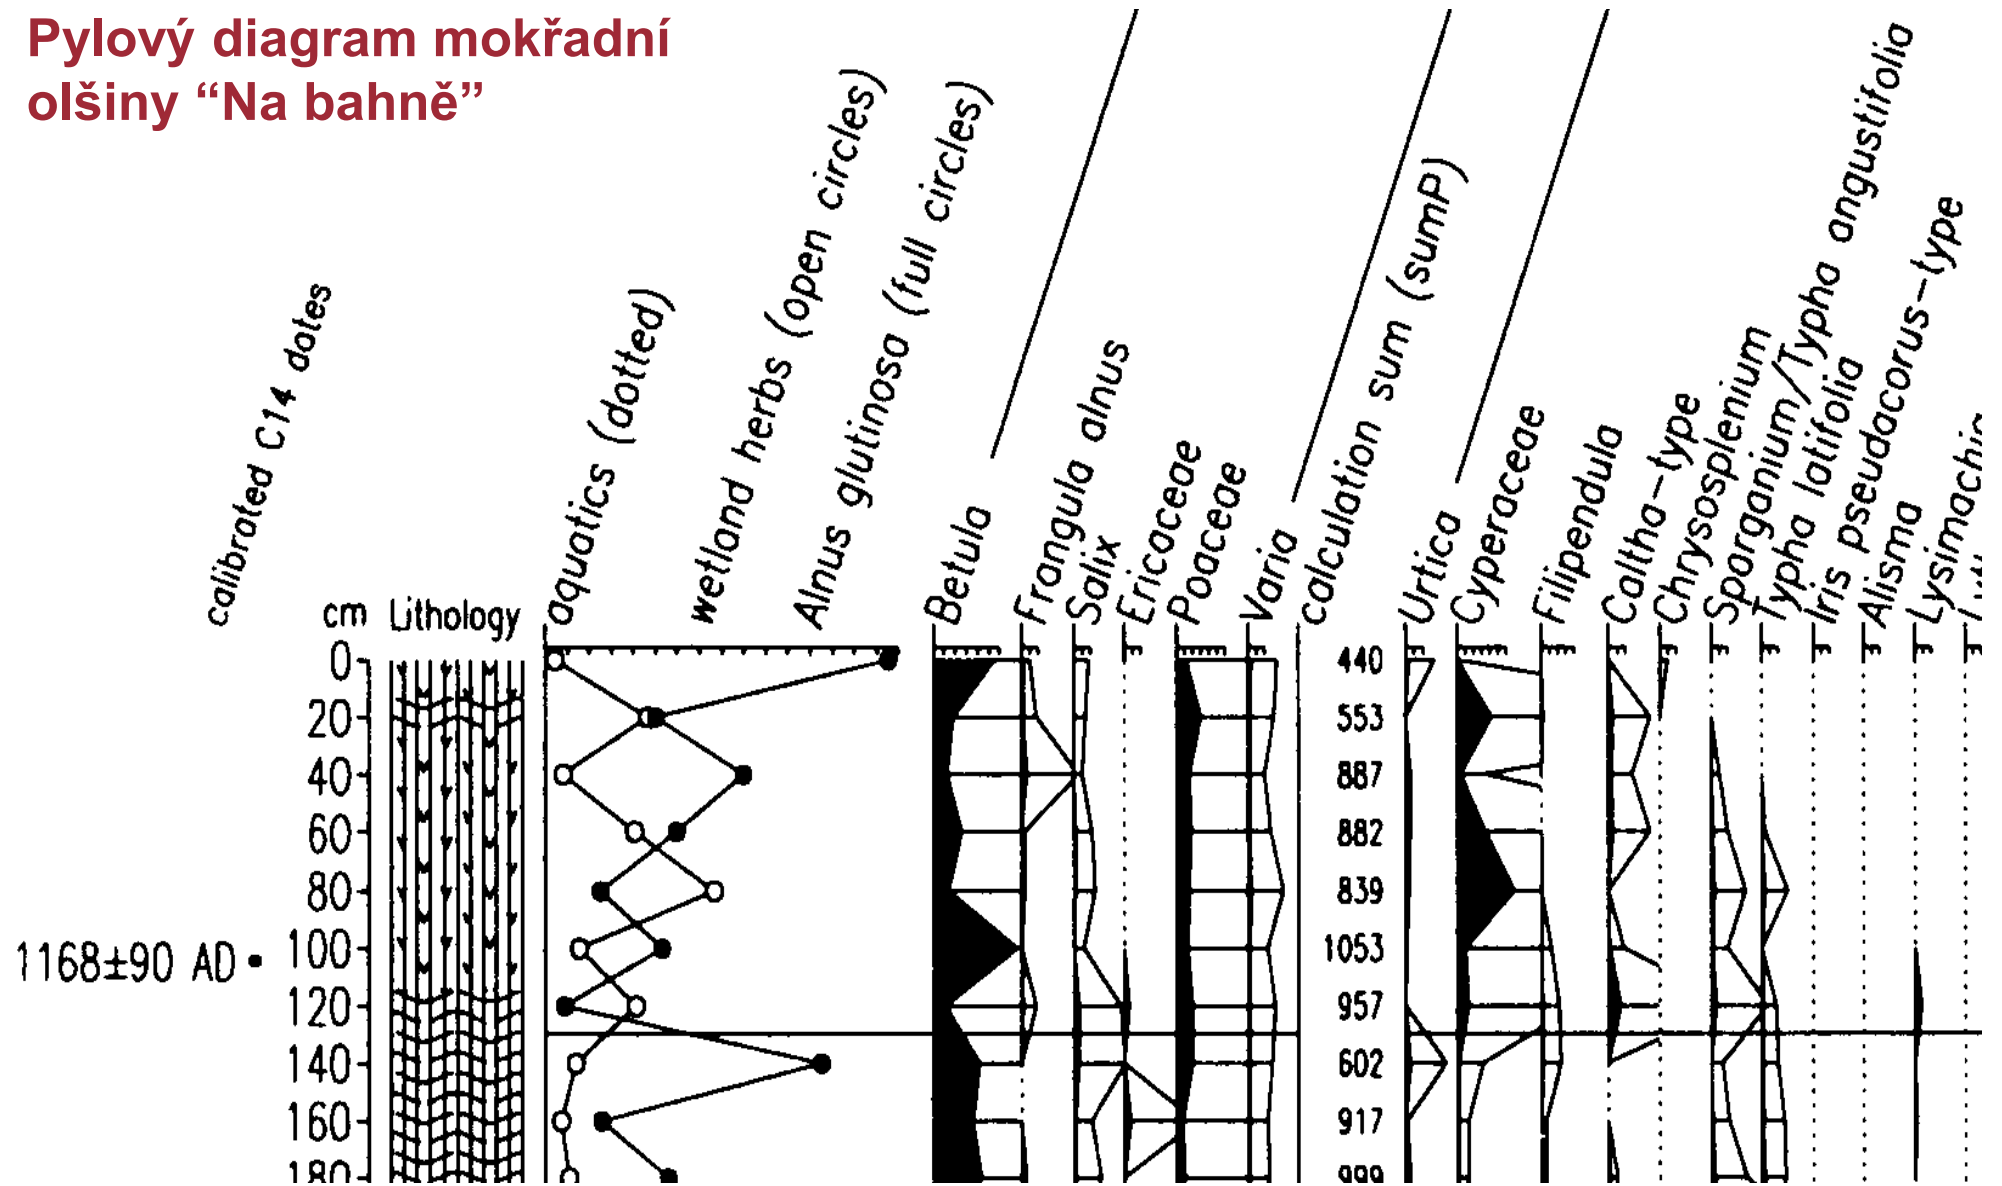 Pylový diagram mokřadní
olšiny “Na bahně”
calibrated C14 dates
cm
Lithology
aquatics (dotted)
wetland herbs (open circles)
Alnus glutinosa (full circles)
Betula
Frangula alnus
Salix
Ericaceae
Poaceae
Varia
calculation sum (sumP)
Urtica
Cyperaceae
Filipendula
Caltha-type
Chrysosplenium
Sparganium/Typha angustifolia
Typha latifolia
Iris pseudacorus-type
Alisma
Lysimachia
0 440
20 553
40 887
60 882
80 839
1168±90 AD • 100 1053
120 957
140 602
160 917
180 999